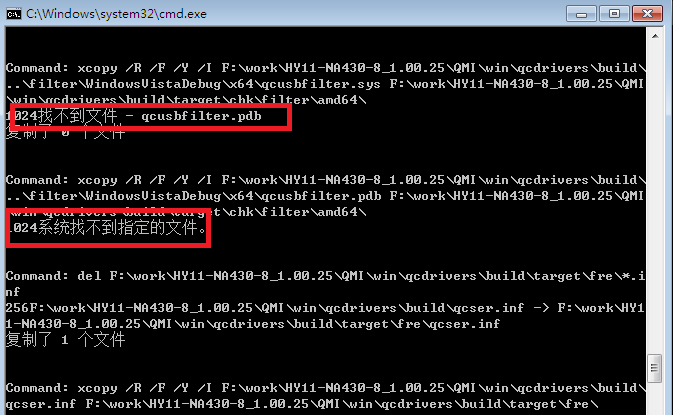 C:\Windows\system32\cmd.exe
Command: xcopy /R /F /Y /I F:\work\HY11-NA430-8_1.00.25\QMI\win\qcdrivers\build\
..\filter\WindowsVistaDebug\x64\qcusbfilter.sys F:\work\HY11-NA430-8_1.00.25\QMI
\win\qcdrivers\build\target\chk\filter\amd64\
1024找不到文件 - qcusbfilter.pdb
复制了 0 个文件
Command: xcopy /R /F /Y /I F:\work\HY11-NA430-8_1.00.25\QMI\win\qcdrivers\build\
..\filter\WindowsVistaDebug\x64\qcusbfilter.pdb F:\work\HY11-NA430-8_1.00.25\QMI
\win\qcdrivers\build\target\chk\filter\amd64\
1024系统找不到指定的文件。
Command: del F:\work\HY11-NA430-8_1.00.25\QMI\win\qcdrivers\build\target\fre\*.i
nf
256F:\work\HY11-NA430-8_1.00.25\QMI\win\qcdrivers\build\qcser.inf -> F:\work\HY1
1-NA430-8_1.00.25\QMI\win\qcdrivers\build\target\fre\qcser.inf
复制了 1 个文件
Command: xcopy /R /F /Y /I F:\work\HY11-NA430-8_1.00.25\QMI\win\qcdrivers\build\
qcser.inf F:\work\HY11-NA430-8_1.00.25\QMI\win\qcdrivers\build\target\fre\